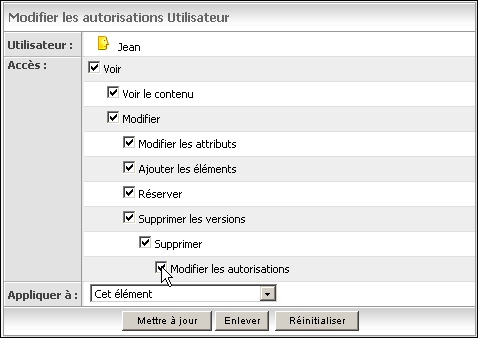 Modifier les autorisations Utilisateur
Utilisateur : Jean
Accès : Voir
Voir le contenu
Modifier
Modifier les attributs
Ajouter les éléments
Réserver
Supprimer les versions
Supprimer
Modifier les autorisations
Appliquer à : Cet élément
Mettre à jour Enlever Réinitialiser